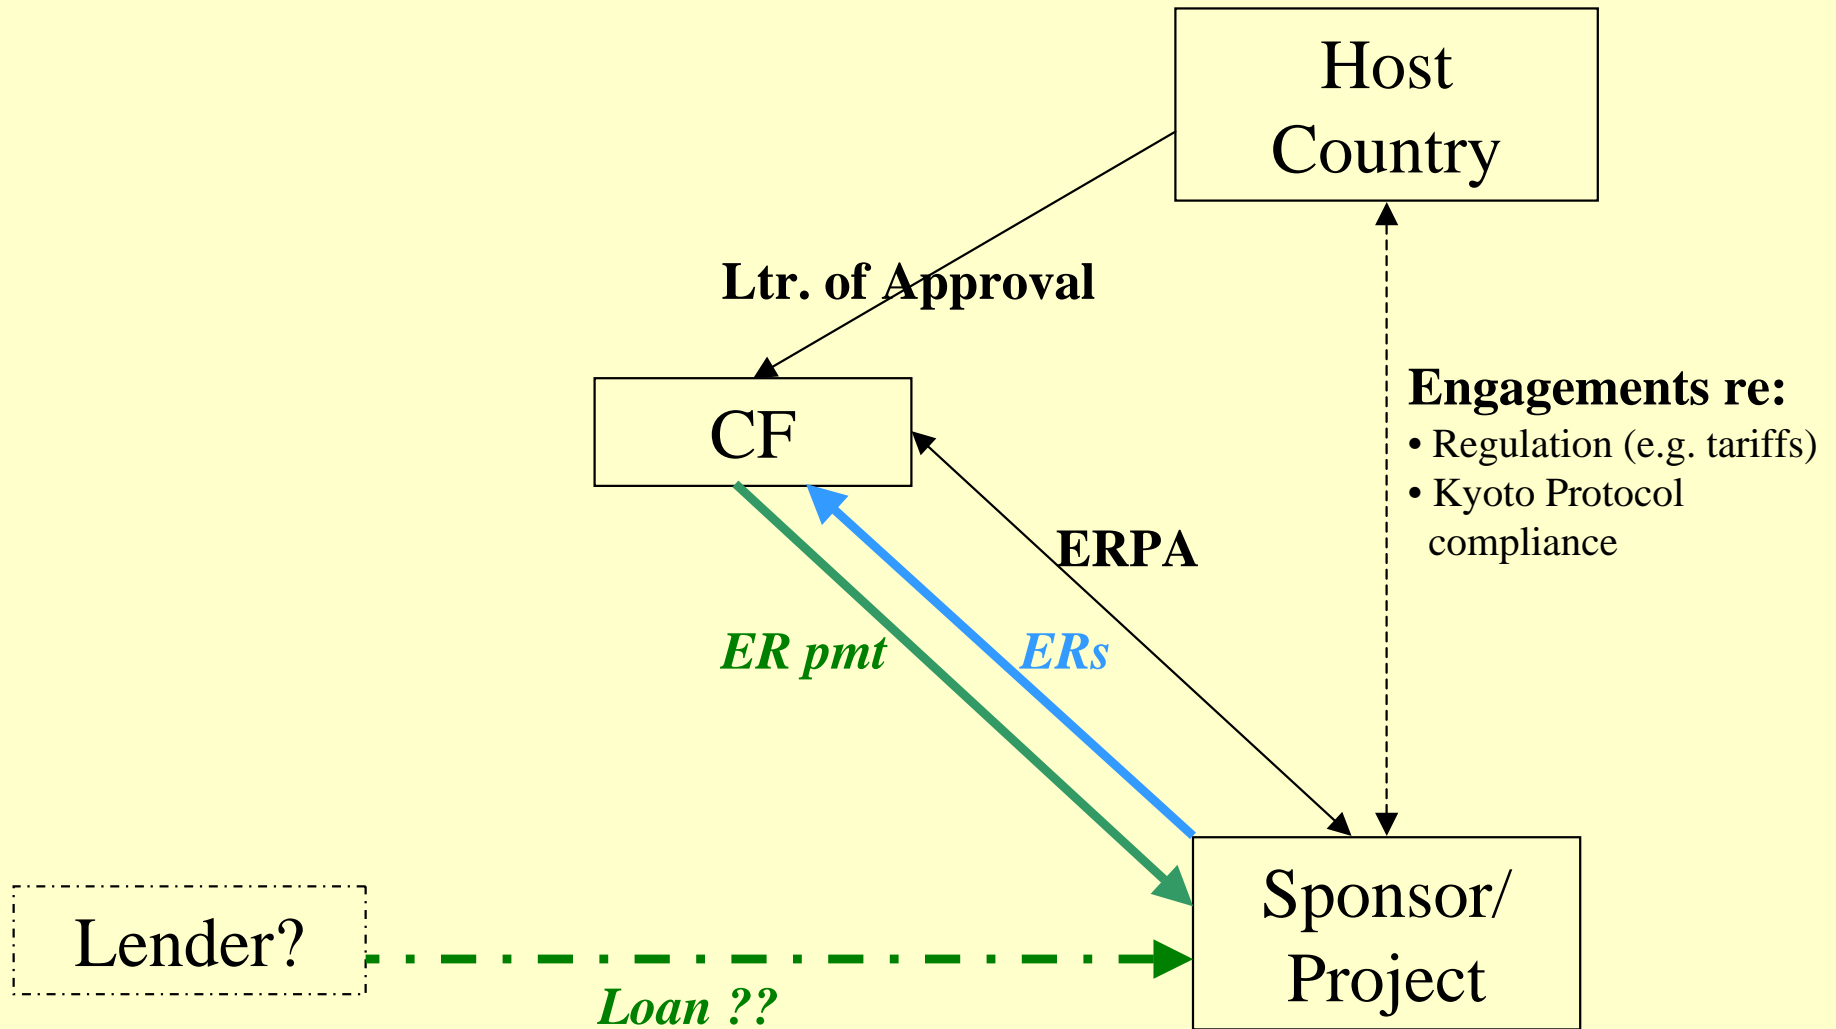 Host
Country
Ltr. of Approval
CF
Engagements re:
• Regulation (e.g. tariffs)
• Kyoto Protocol
compliance
ERPA
ER pmt
ERs
Sponsor/
Project
Lender?
Loan ??